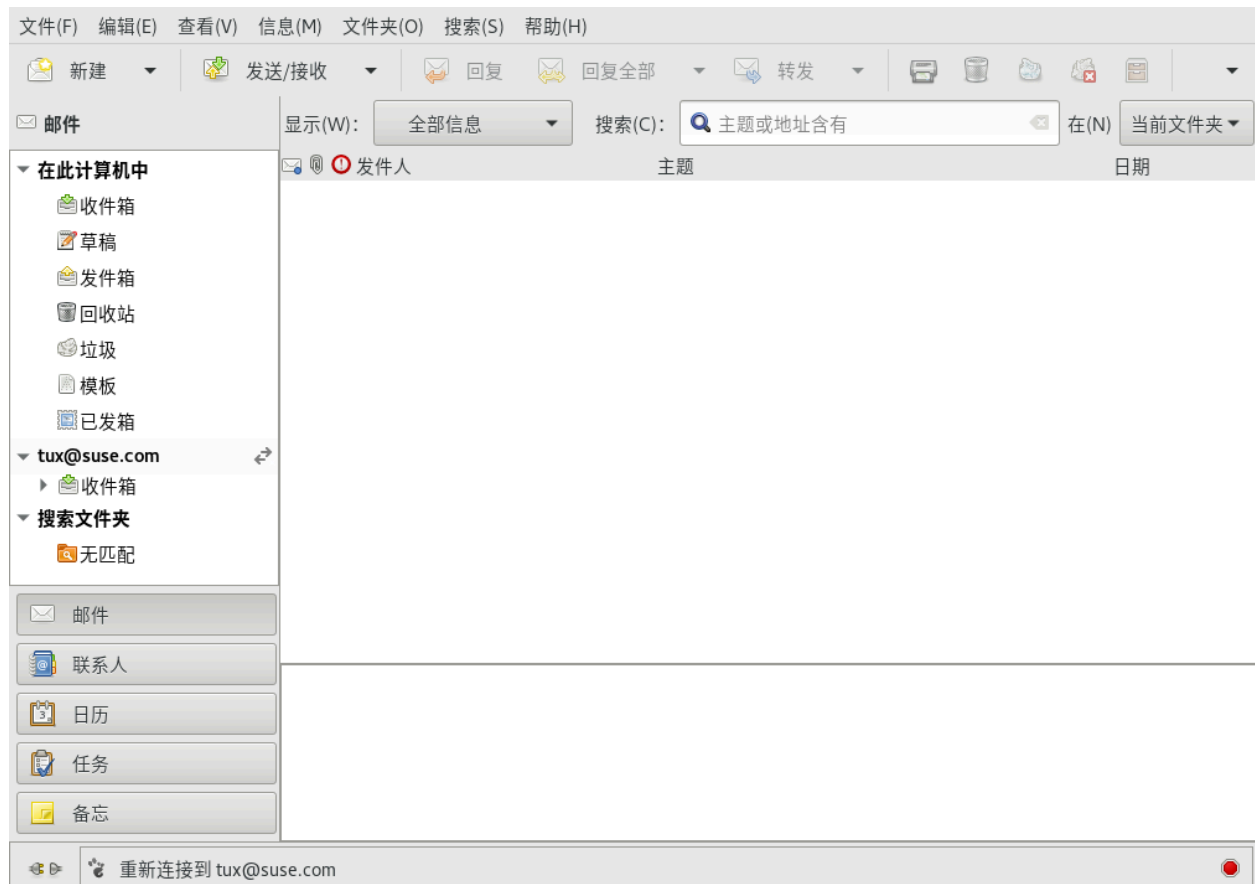 文件(F) 编辑(E) 查看(V) 信息(M) 文件夹(O) 搜索(S) 帮助(H)
新建 发送/接收 回复 回复全部 转发
邮件 显示(W)： 全部信息 搜索(C)： 主题或地址含有 在(N) 当前文件夹
发件人 主题 日期
在此计算机中
收件箱
草稿
发件箱
回收站
垃圾
模板
已发箱
tux@suse.com
收件箱
搜索文件夹
无匹配
邮件
联系人
日历
任务
备忘
重新连接到 tux@suse.com